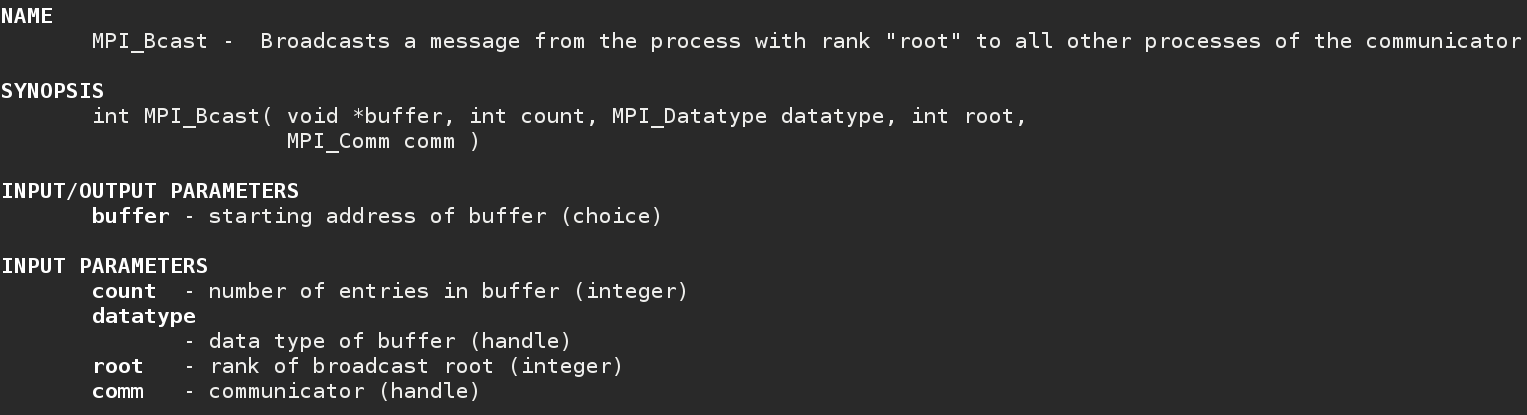 NAME
MPI_Bcast -  Broadcasts a message from the process with rank "root" to all other processes of the communicator
SYNOPSIS
int MPI_Bcast( void *buffer, int count, MPI_Datatype datatype, int root,
MPI_Comm comm )
INPUT/OUTPUT PARAMETERS
buffer - starting address of buffer (choice)
INPUT PARAMETERS
count  - number of entries in buffer (integer)
datatype
- data type of buffer (handle)
root   - rank of broadcast root (integer)
comm   - communicator (handle)